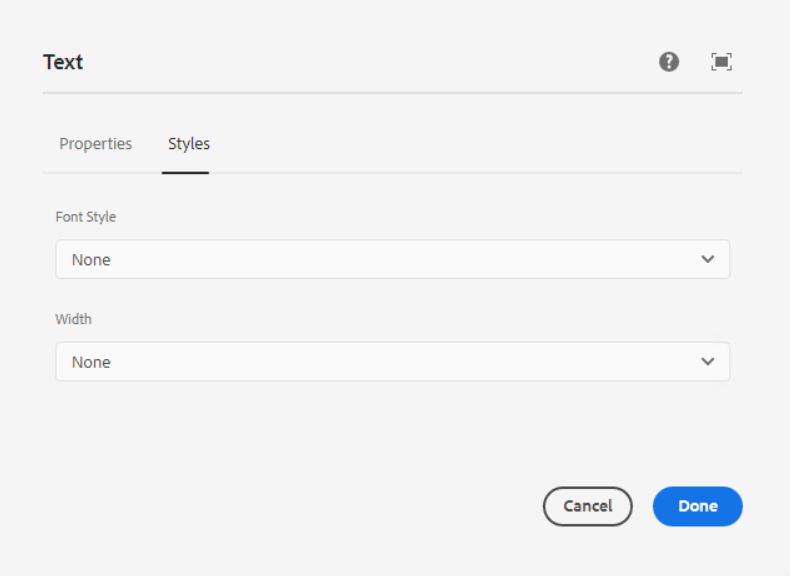 Text
Properties Styles
Font Style
None
Width
None
Cancel Done